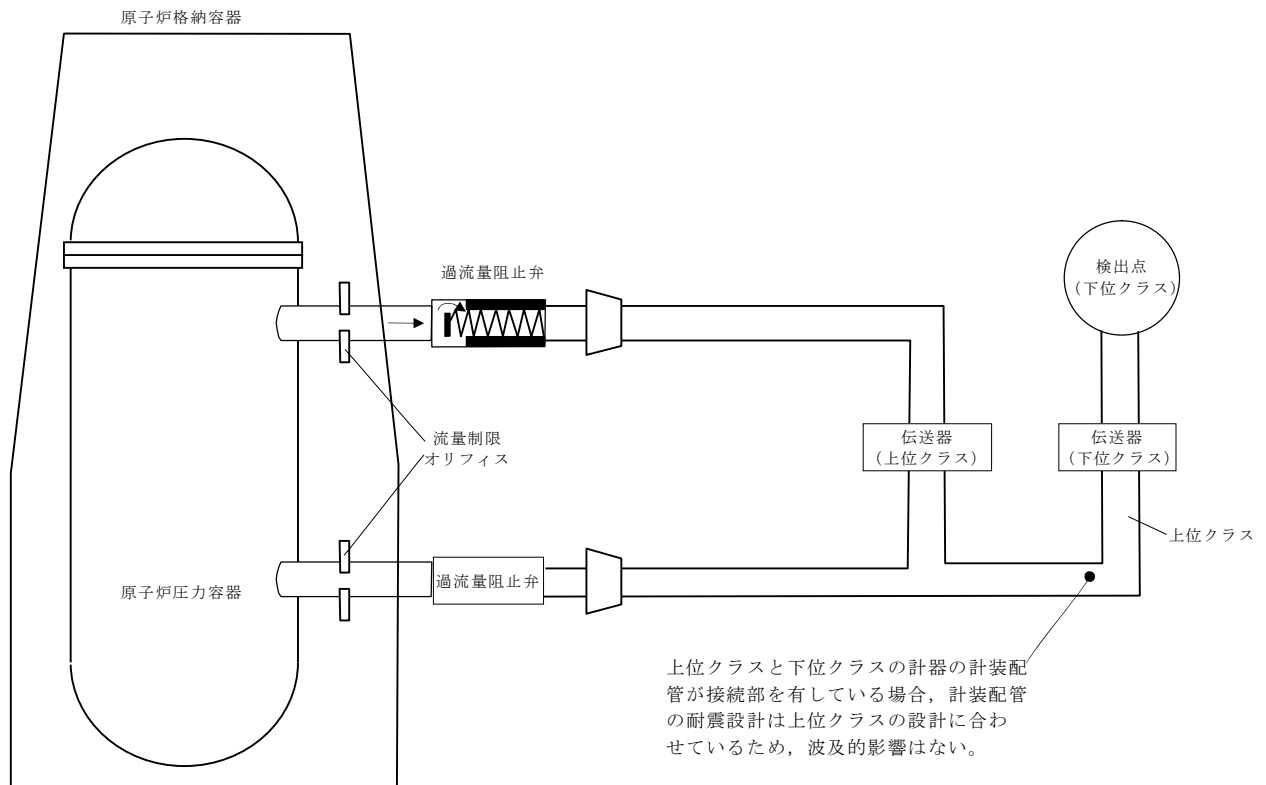 原子炉格納容器
過流量阻止弁
検出点
（下位クラス）
流量制限
オリフィス
伝送器
（上位クラス）
伝送器
（下位クラス）
上位クラス
過流量阻止弁
原子炉圧力容器
上位クラスと下位クラスの計器の計装配
管が接続部を有している場合，計装配管
の耐震設計は上位クラスの設計に合わ
せているため，波及的影響はない。